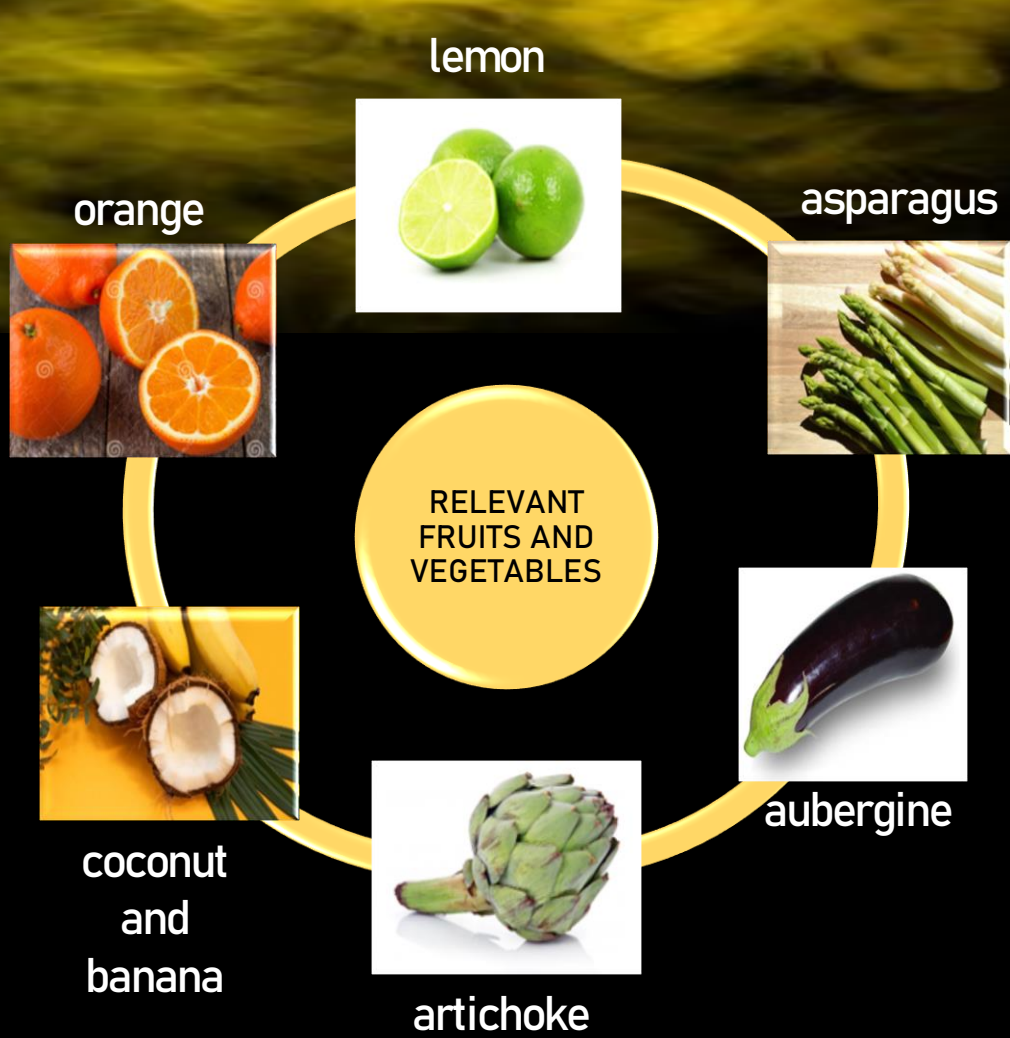 lemon
orange
asparagus
RELEVANT
FRUITS AND
VEGETABLES
aubergine
coconut
and
banana
artichoke